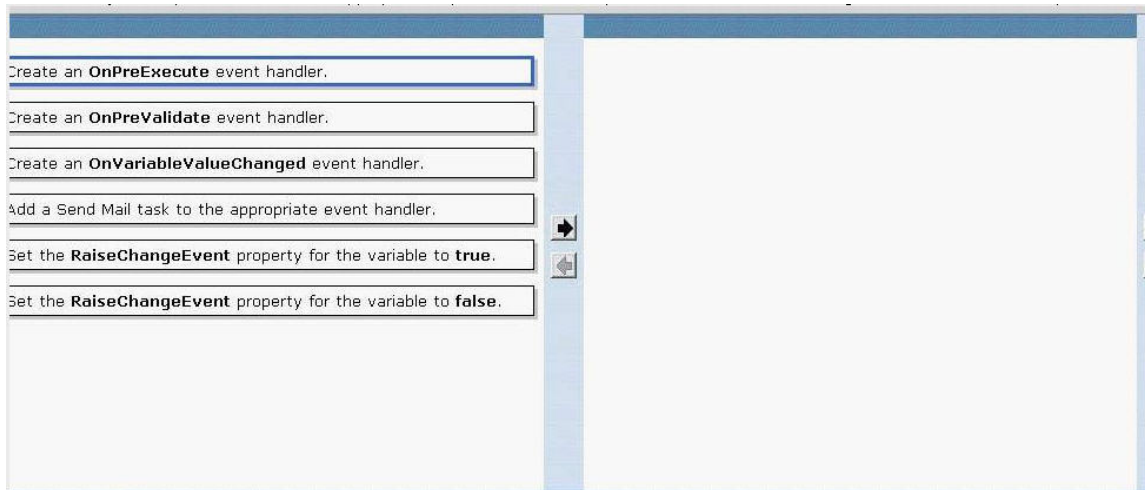 Create an OnPreExecute event handler.
Create an OnPreValidate event handler.
Create an OnVariableValueChanged event handler.
Add a Send Mail task to the appropriate event handler.
Set the RaiseChangeEvent property for the variable to true.
Set the RaiseChangeEvent property for the variable to false.